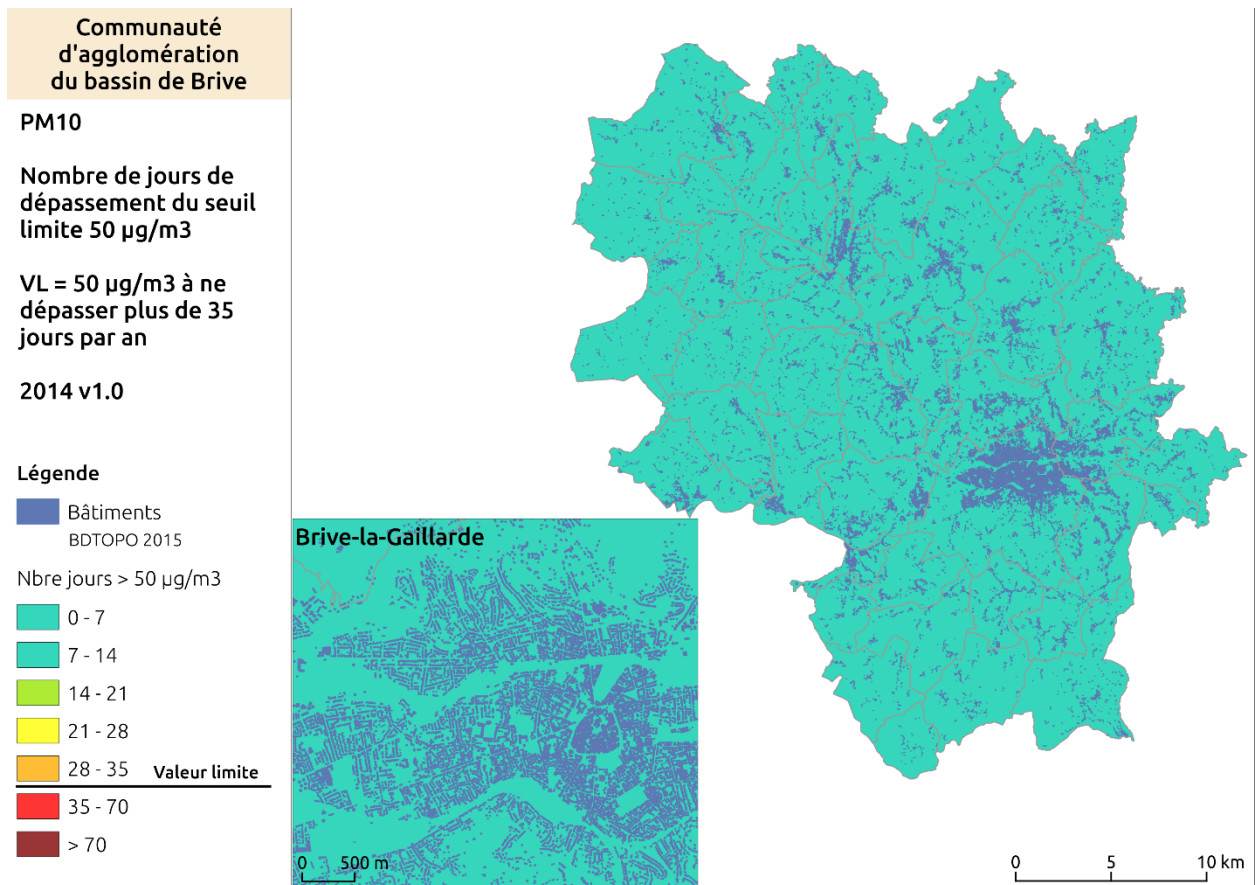 Communauté
d'agglomération
du bassin de Brive
PM10
Nombre de jours de
dépassement du seuil
limite 50 µg/m3
VL = 50 µg/m3 à ne
dépasser plus de 35
jours par an
2014 v1.0
Légende
Bâtiments
BDTOPO 2015
Nbre jours > 50 µg/m3
0 - 7
7 - 14
14 - 21
21 - 28
28 - 35 Valeur limite
35 - 70
> 70
Brive-la-Gaillarde
0 500 m
0 5 10 km